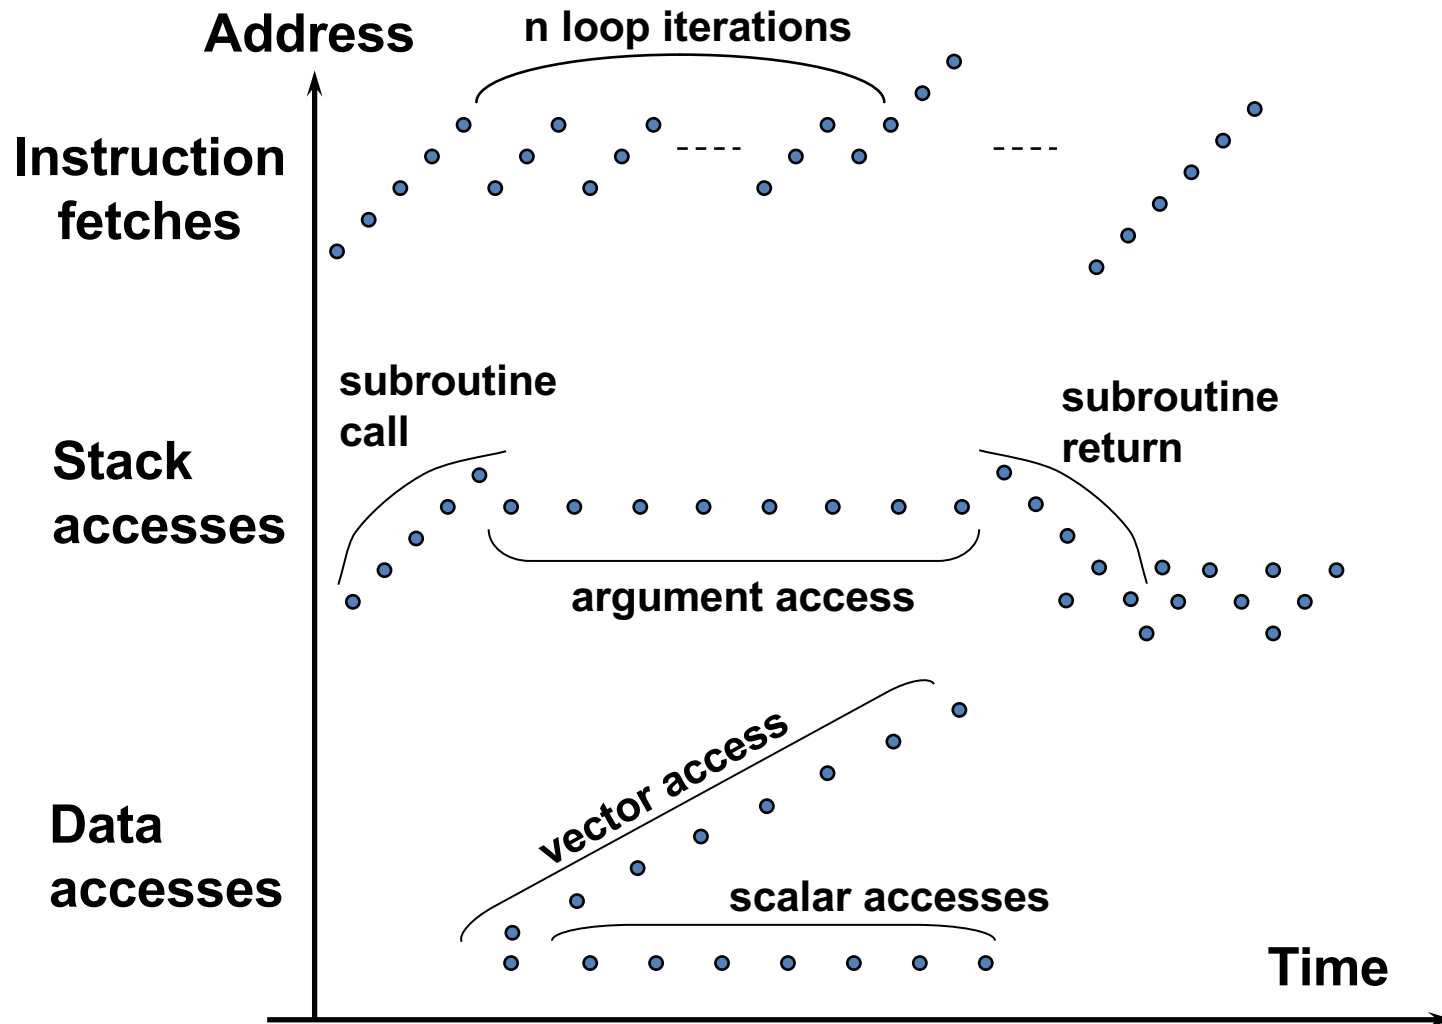 Address
n loop iterations
Instruction
fetches
subroutine
call
subroutine
return
Stack
accesses
argument access
vector access
Data
accesses
scalar accesses
Time